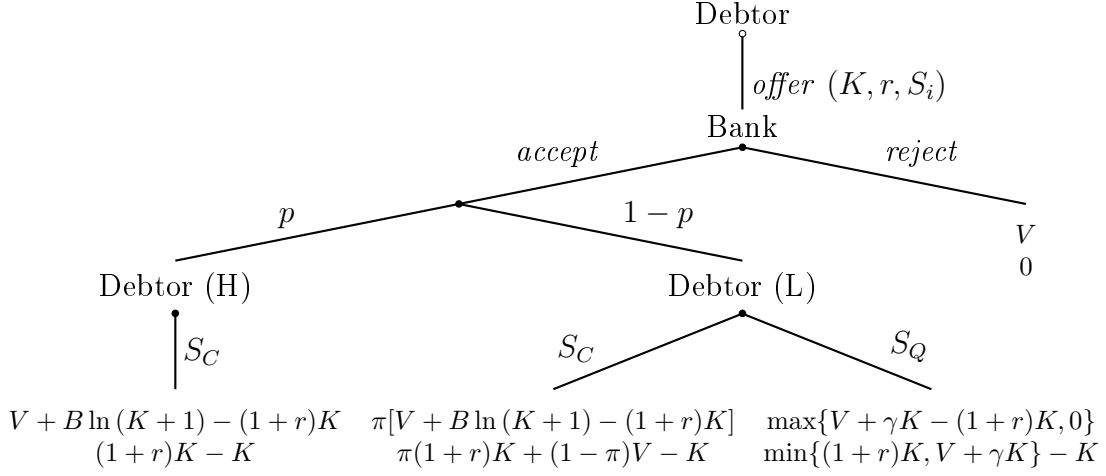 Debtor
offer (K, r, S_i)
Bank
accept
reject
p
1 − p
V
0
Debtor (H)
Debtor (L)
S_C
S_C
S_Q
V + B ln (K + 1) − (1 + r)K
(1 + r)K − K
π[V + B ln (K + 1) − (1 + r)K]
π(1 + r)K + (1 − π)V − K
max{V + γK − (1 + r)K, 0}
min{(1 + r)K, V + γK} − K